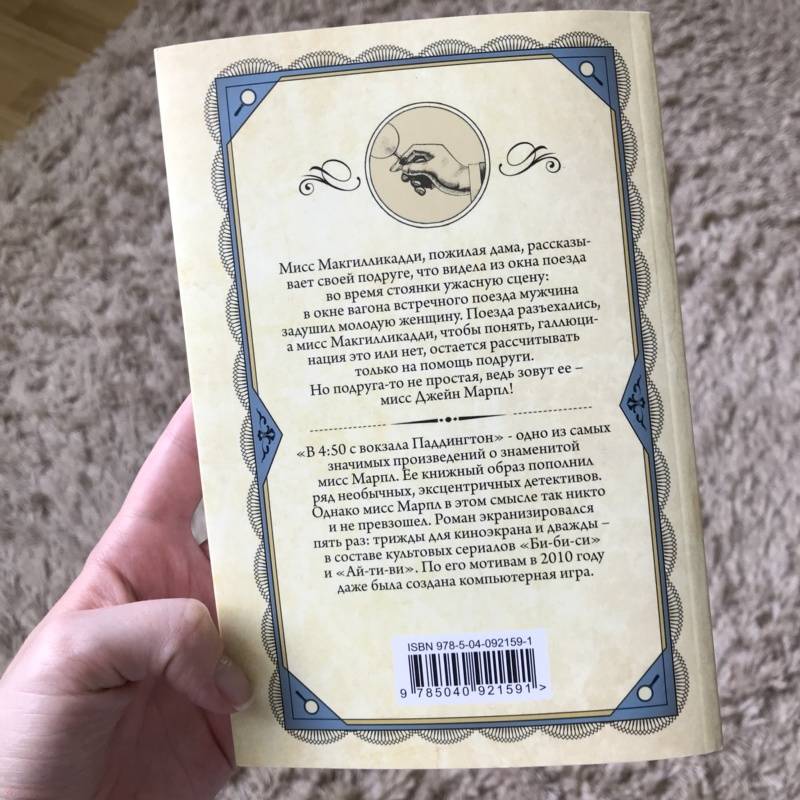 Мисс Макгилликадди, пожилая дама, рассказы-
вает своей подруге, что видела из окна поезда
во время стоянки ужасную сцену:
в окне вагона встречного поезда мужчина
задушил молодую женщину. Поезда разъехались,
а мисс Макгилликадди, чтобы понять, галлюци-
нация это или нет, остается рассчитывать
только на помощь подруги.
Но подруга-то не простая, ведь зовут ее –
мисс Джейн Марпл!
«В 4:50 с вокзала Паддингтон» - одно из самых
значимых произведений о знаменитой
мисс Марпл. Ее книжный образ пополнил
ряд необычных, эксцентричных детективов.
Однако мисс Марпл в этом смысле так никто
и не превзошел. Роман экранизировался
пять раз: трижды для киноэкрана и дважды –
в составе культовых сериалов «Би-би-си»
и «Ай-ти-ви». По его мотивам в 2010 году
даже была создана компьютерная игра.
ISBN 978-5-04-092159-1
9 785040 921591 >